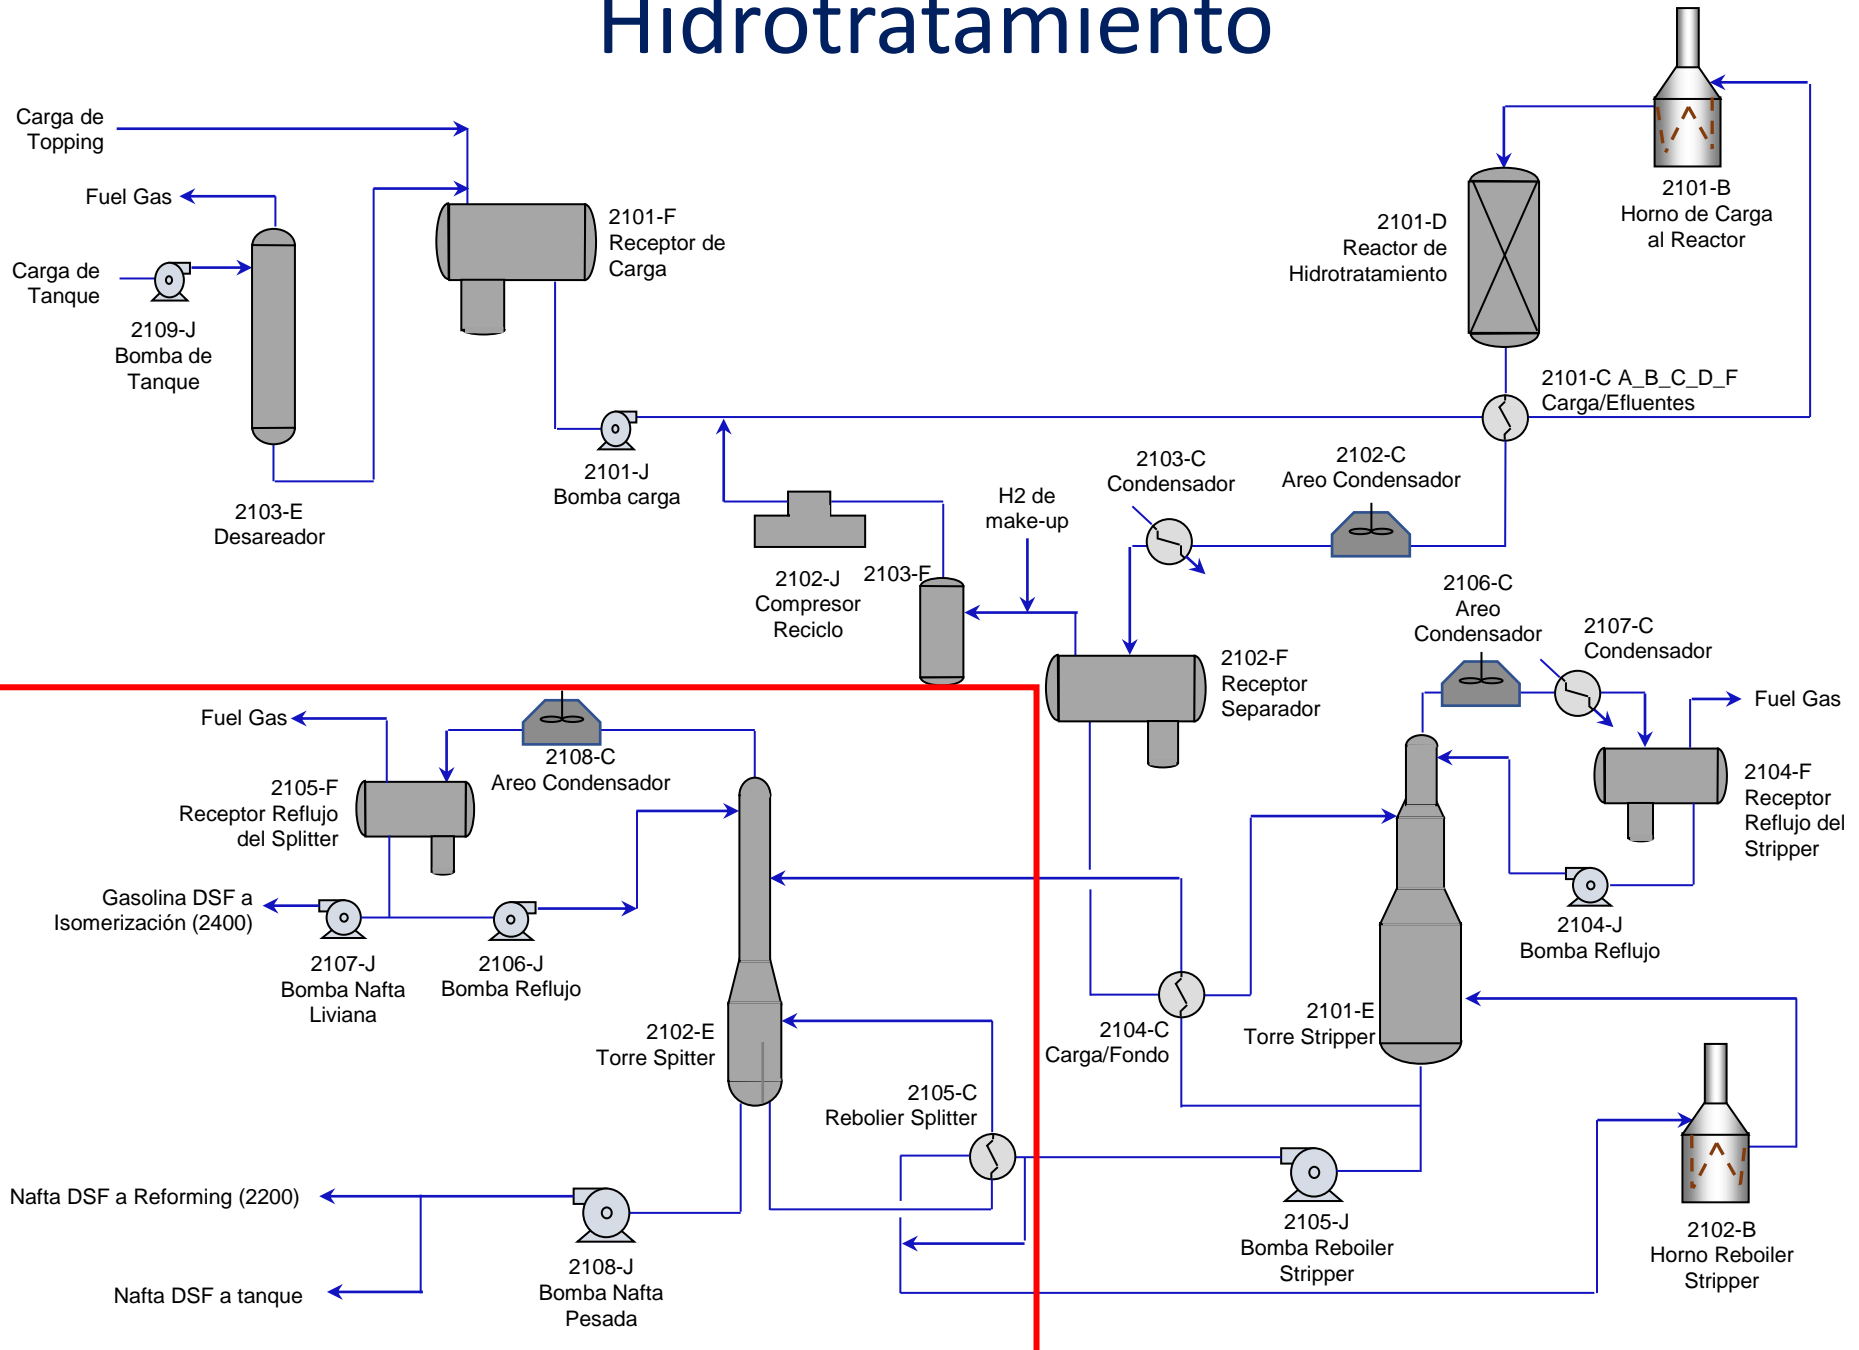 Hidrotratamiento
Carga de
Topping
Fuel Gas
Carga de
Tanque
2109-J
Bomba de
Tanque
2103-E
Desareador
2101-F
Receptor de
Carga
2101-J
Bomba carga
2102-J
Compresor
Reciclo
2103-F
H2 de
make-up
2103-C
Condensador
2102-C
Areo Condensador
2101-D
Reactor de
Hidrotratamiento
2101-B
Horno de Carga
al Reactor
2101-C A_B_C_D_F
Carga/Efluentes
2102-F
Receptor
Separador
2106-C
Areo
Condensador
2107-C
Condensador
Fuel Gas
2104-F
Receptor
Reflujo del
Stripper
2104-J
Bomba Reflujo
2101-E
Torre Stripper
2104-C
Carga/Fondo
2102-B
Horno Reboiler
Stripper
2105-J
Bomba Reboiler
Stripper
Fuel Gas
2108-C
Areo Condensador
2105-F
Receptor Reflujo
del Splitter
Gasolina DSF a
Isomerización (2400)
2107-J
Bomba Nafta
Liviana
2106-J
Bomba Reflujo
2102-E
Torre Spitter
2105-C
Rebolier Splitter
Nafta DSF a Reforming (2200)
Nafta DSF a tanque
2108-J
Bomba Nafta
Pesada